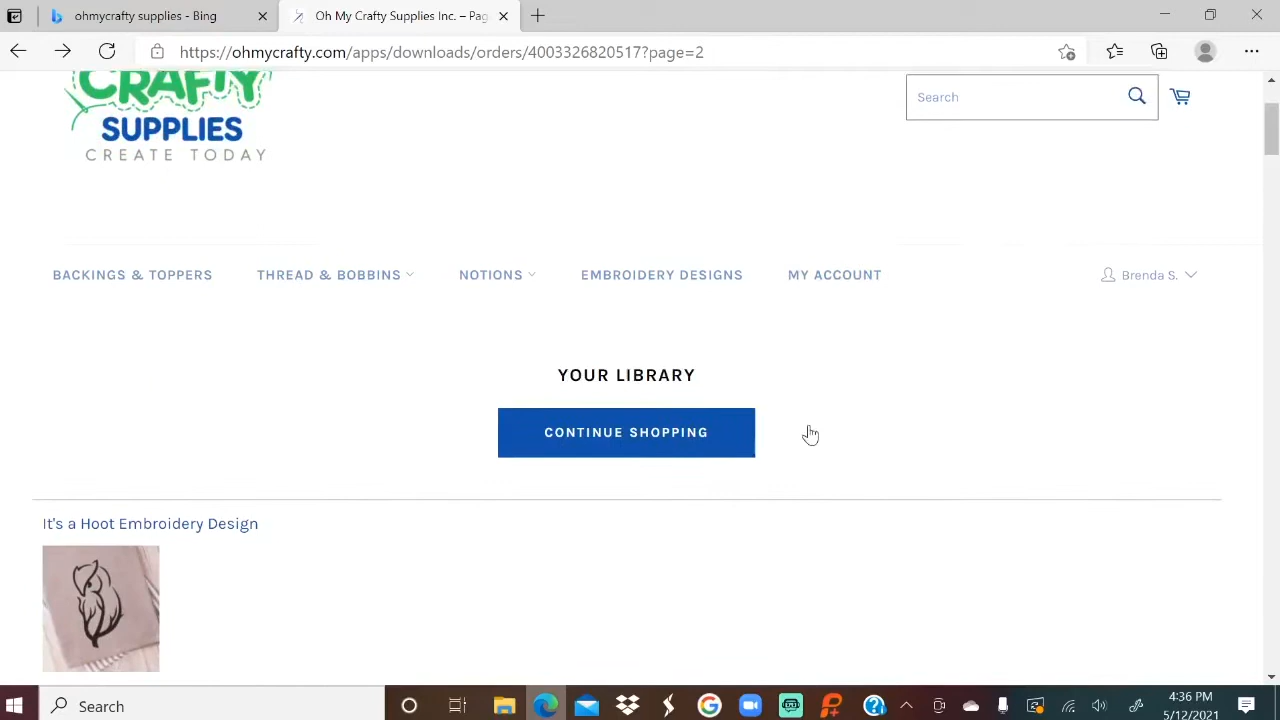 downloads - Bing
Oh My Crafty Supplies Inc. – Pag
https://ohmycrafty.com/apps/downloads/orders/4003326820517?page=2
CRAFTY
SUPPLIES
CREATE TODAY
Search
BACKINGS & TOPPERS
THREAD & BOBBINS
NOTIONS
EMBROIDERY DESIGNS
MY ACCOUNT
Brenda S.
YOUR LIBRARY
CONTINUE SHOPPING
It's a Hoot Embroidery Design
Search
4:36 PM
5/12/2021